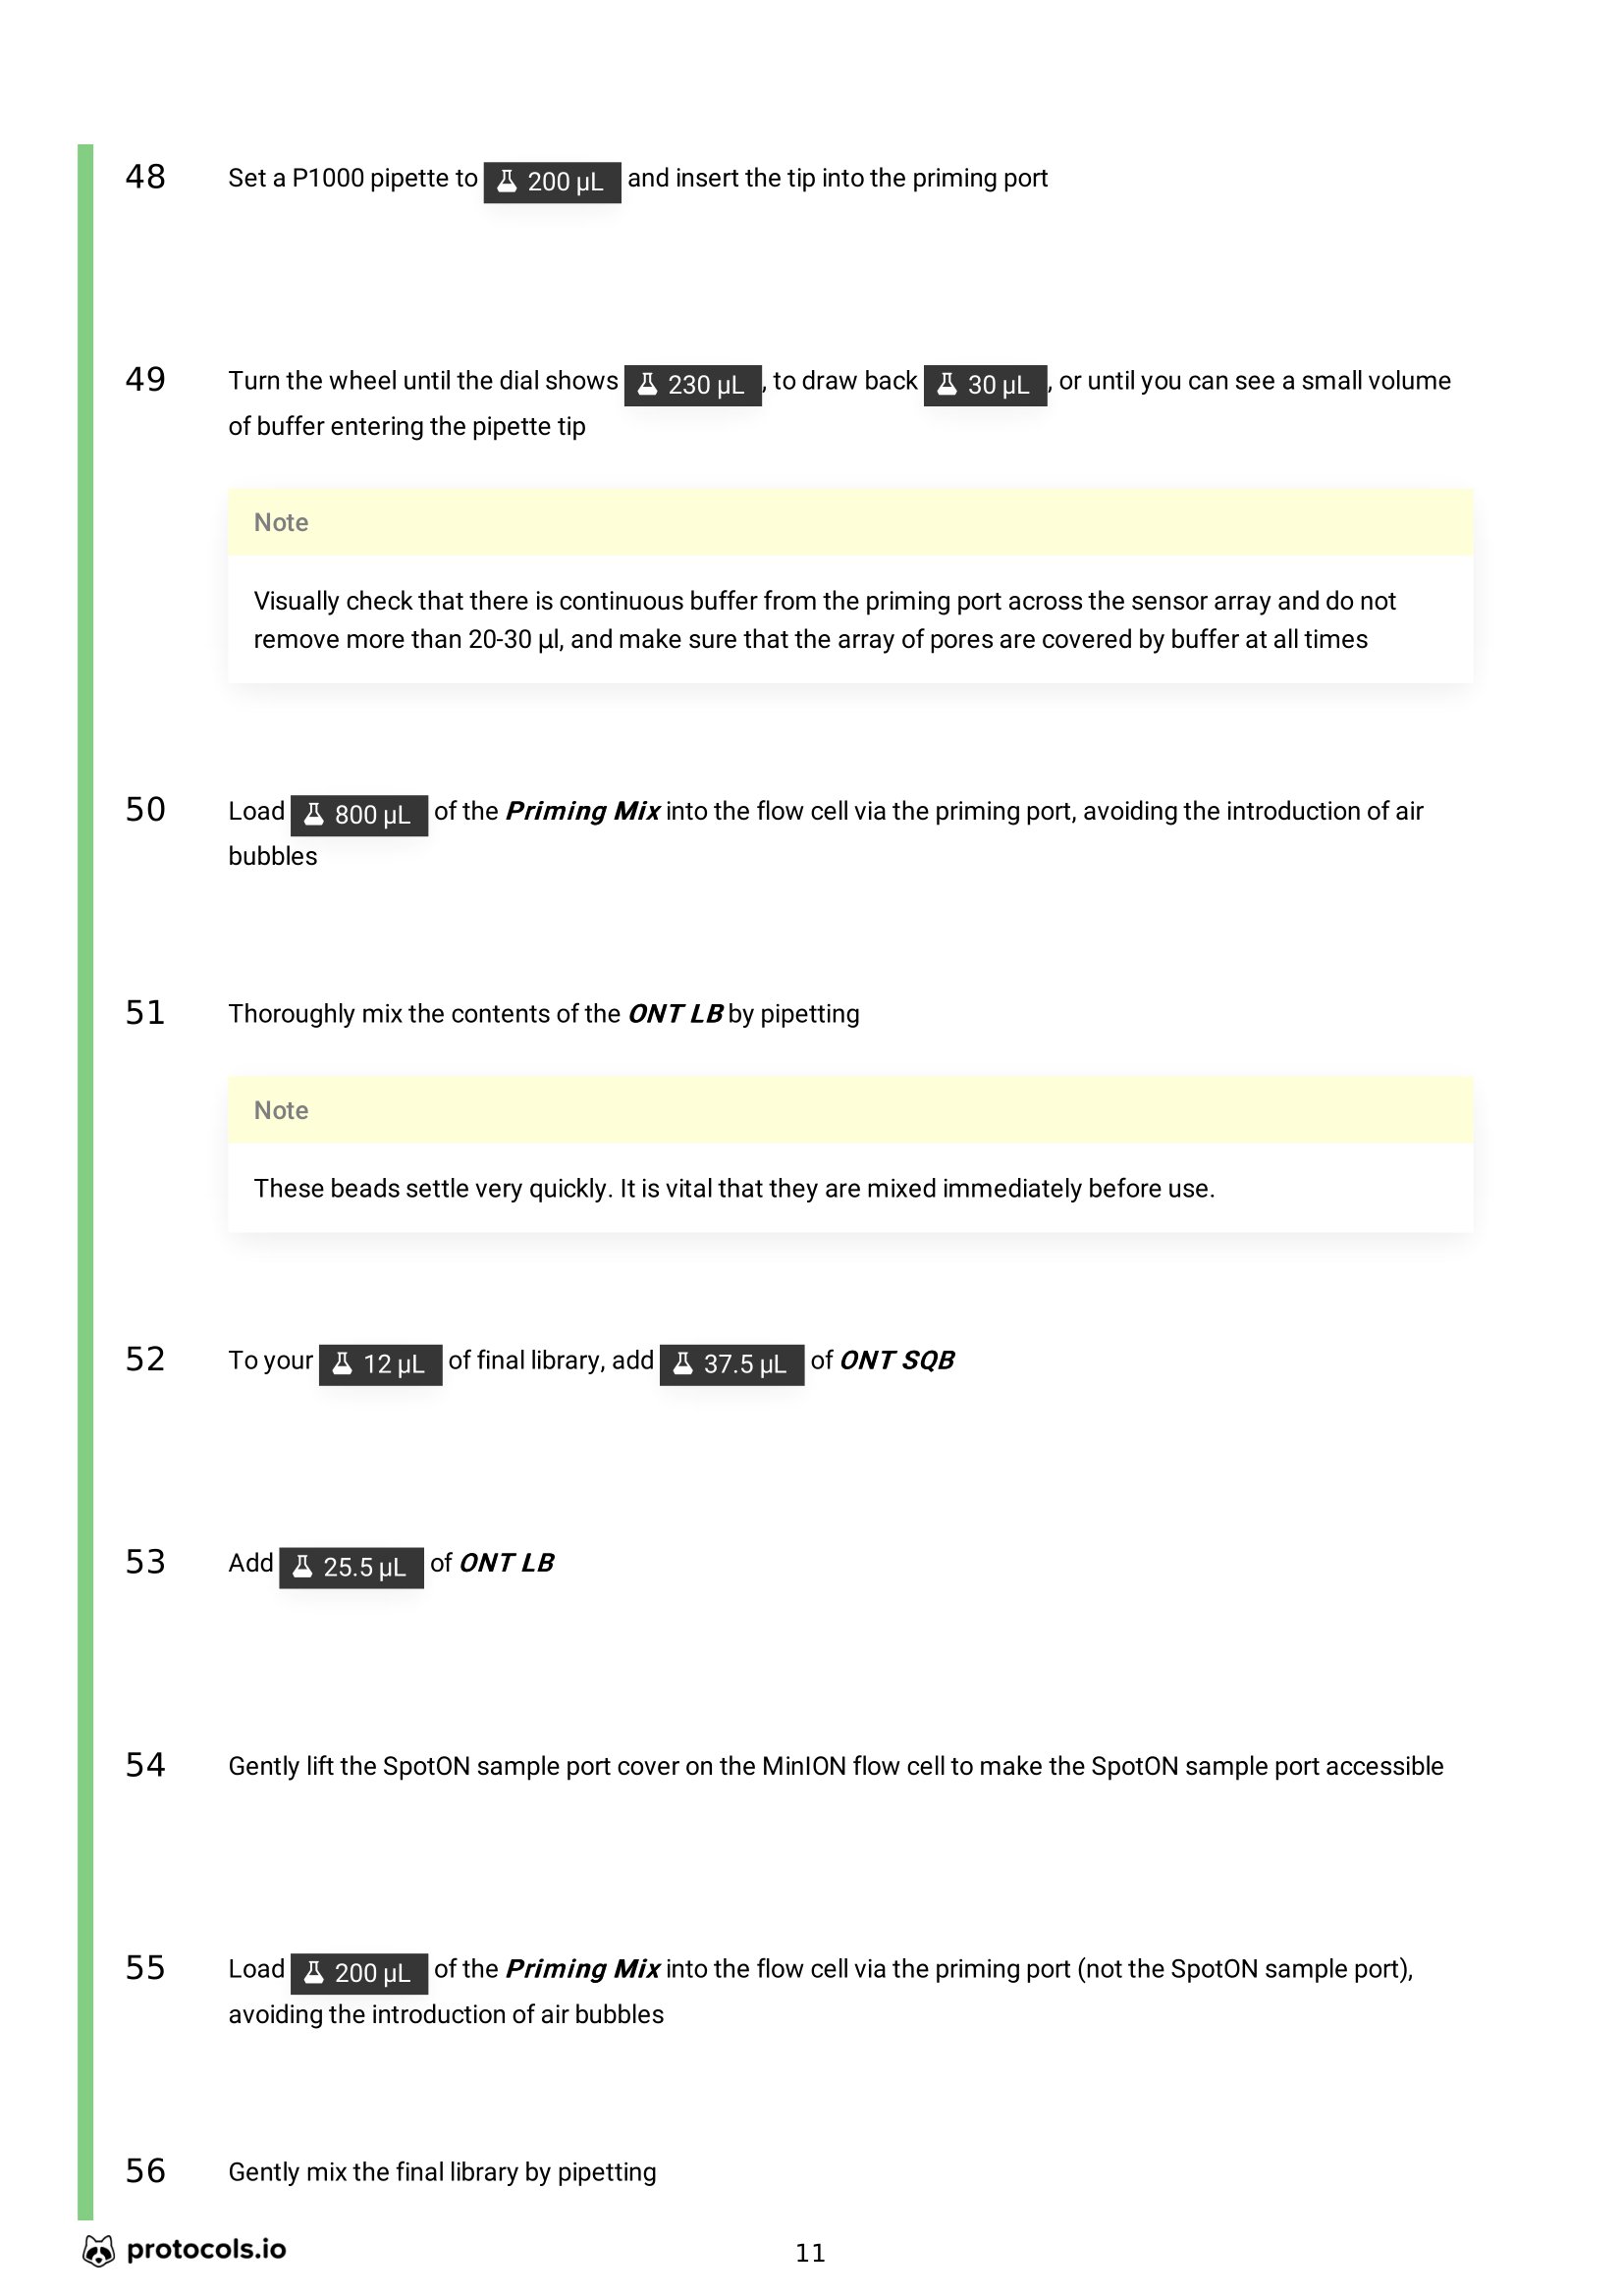 48 Set a P1000 pipette to 200 µL and insert the tip into the priming port
49 Turn the wheel until the dial shows 230 µL , to draw back 30 µL , or until you can see a small volume
of buffer entering the pipette tip
Note
Visually check that there is continuous buffer from the priming port across the sensor array and do not
remove more than 20-30 µl, and make sure that the array of pores are covered by buffer at all times
50 Load 800 µL of the Priming Mix into the flow cell via the priming port, avoiding the introduction of air
bubbles
51 Thoroughly mix the contents of the ONT LB by pipetting
Note
These beads settle very quickly. It is vital that they are mixed immediately before use.
52 To your 12 µL of final library, add 37.5 µL of ONT SQB
53 Add 25.5 µL of ONT LB
54 Gently lift the SpotON sample port cover on the MinION flow cell to make the SpotON sample port accessible
55 Load 200 µL of the Priming Mix into the flow cell via the priming port (not the SpotON sample port),
avoiding the introduction of air bubbles
56 Gently mix the final library by pipetting
protocols.io 11